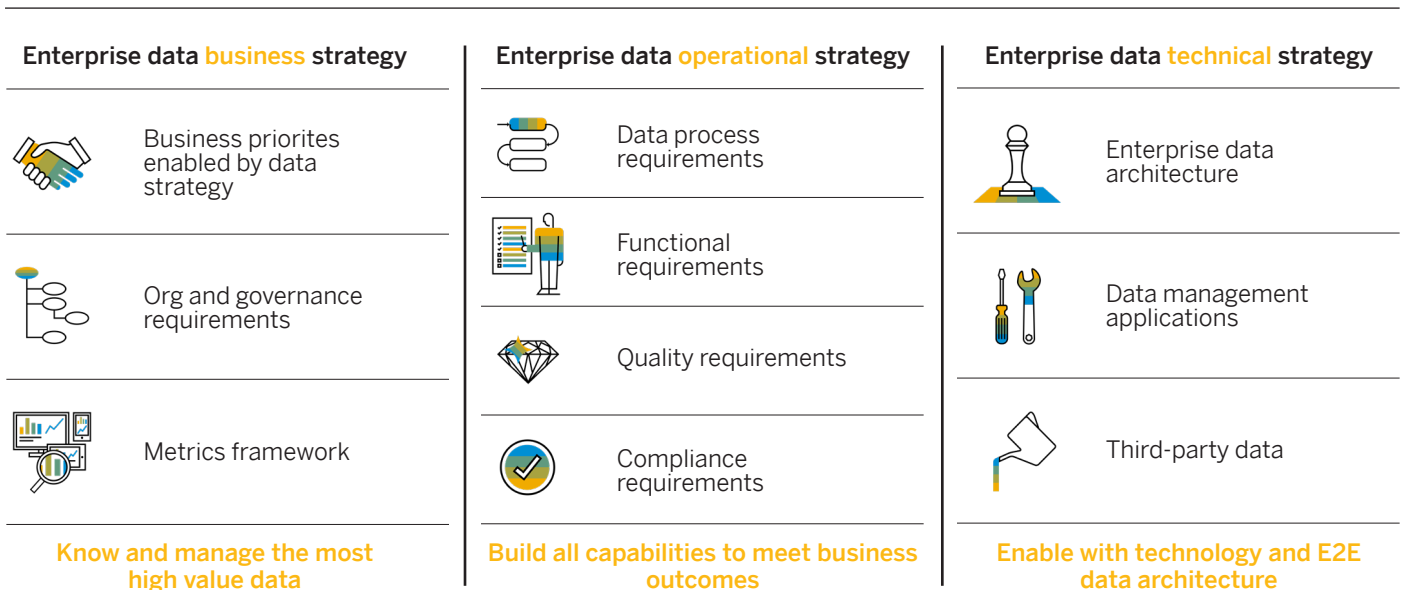 Enterprise data business strategy
Business priorites
enabled by data
strategy
Org and governance
requirements
Metrics framework
Know and manage the most
high value data
Enterprise data operational strategy
Data process
requirements
Functional
requirements
Quality requirements
Compliance
requirements
Build all capabilities to meet business
outcomes
Enterprise data technical strategy
Enterprise data
architecture
Data management
applications
Third-party data
Enable with technology and E2E
data architecture